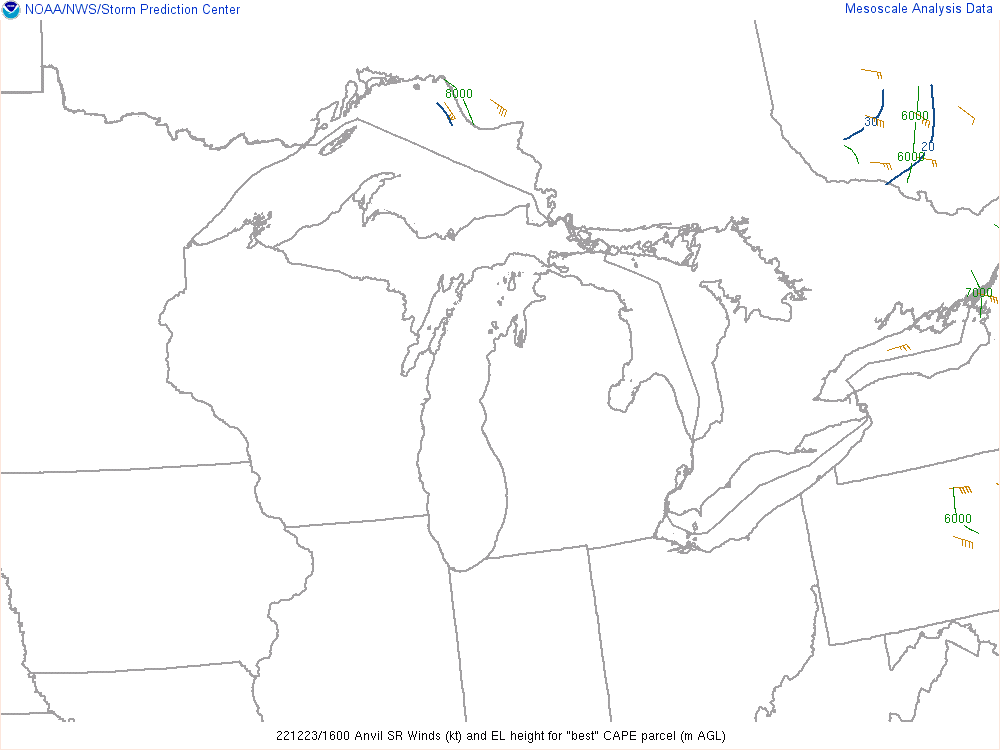 NOAA/NWS/Storm Prediction Center
Mesoscale Analysis Data
8000
6000
30
20
6000
7000
6000
221223/1600 Anvil SR Winds (kt) and EL height for "best" CAPE parcel (m AGL)